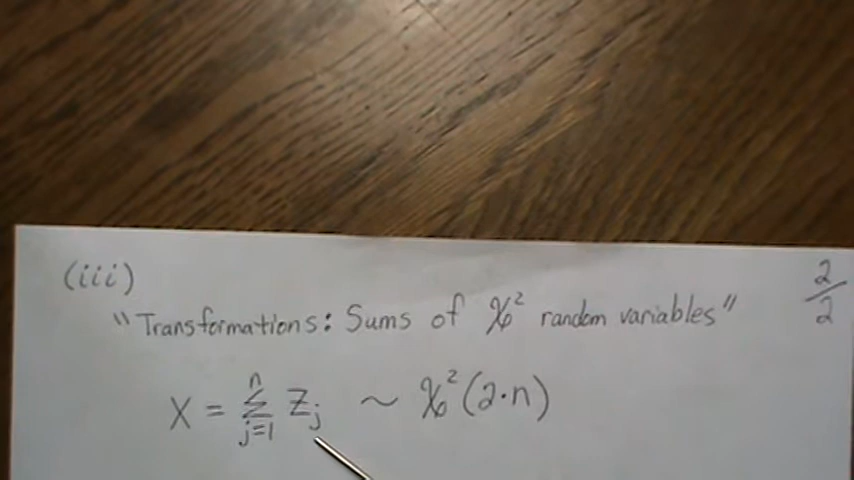 (iii)
2/2
"Transformations: Sums of χ² random variables"
X = Σ_{j=1}^{n} Z_j ~ χ²(2·n)